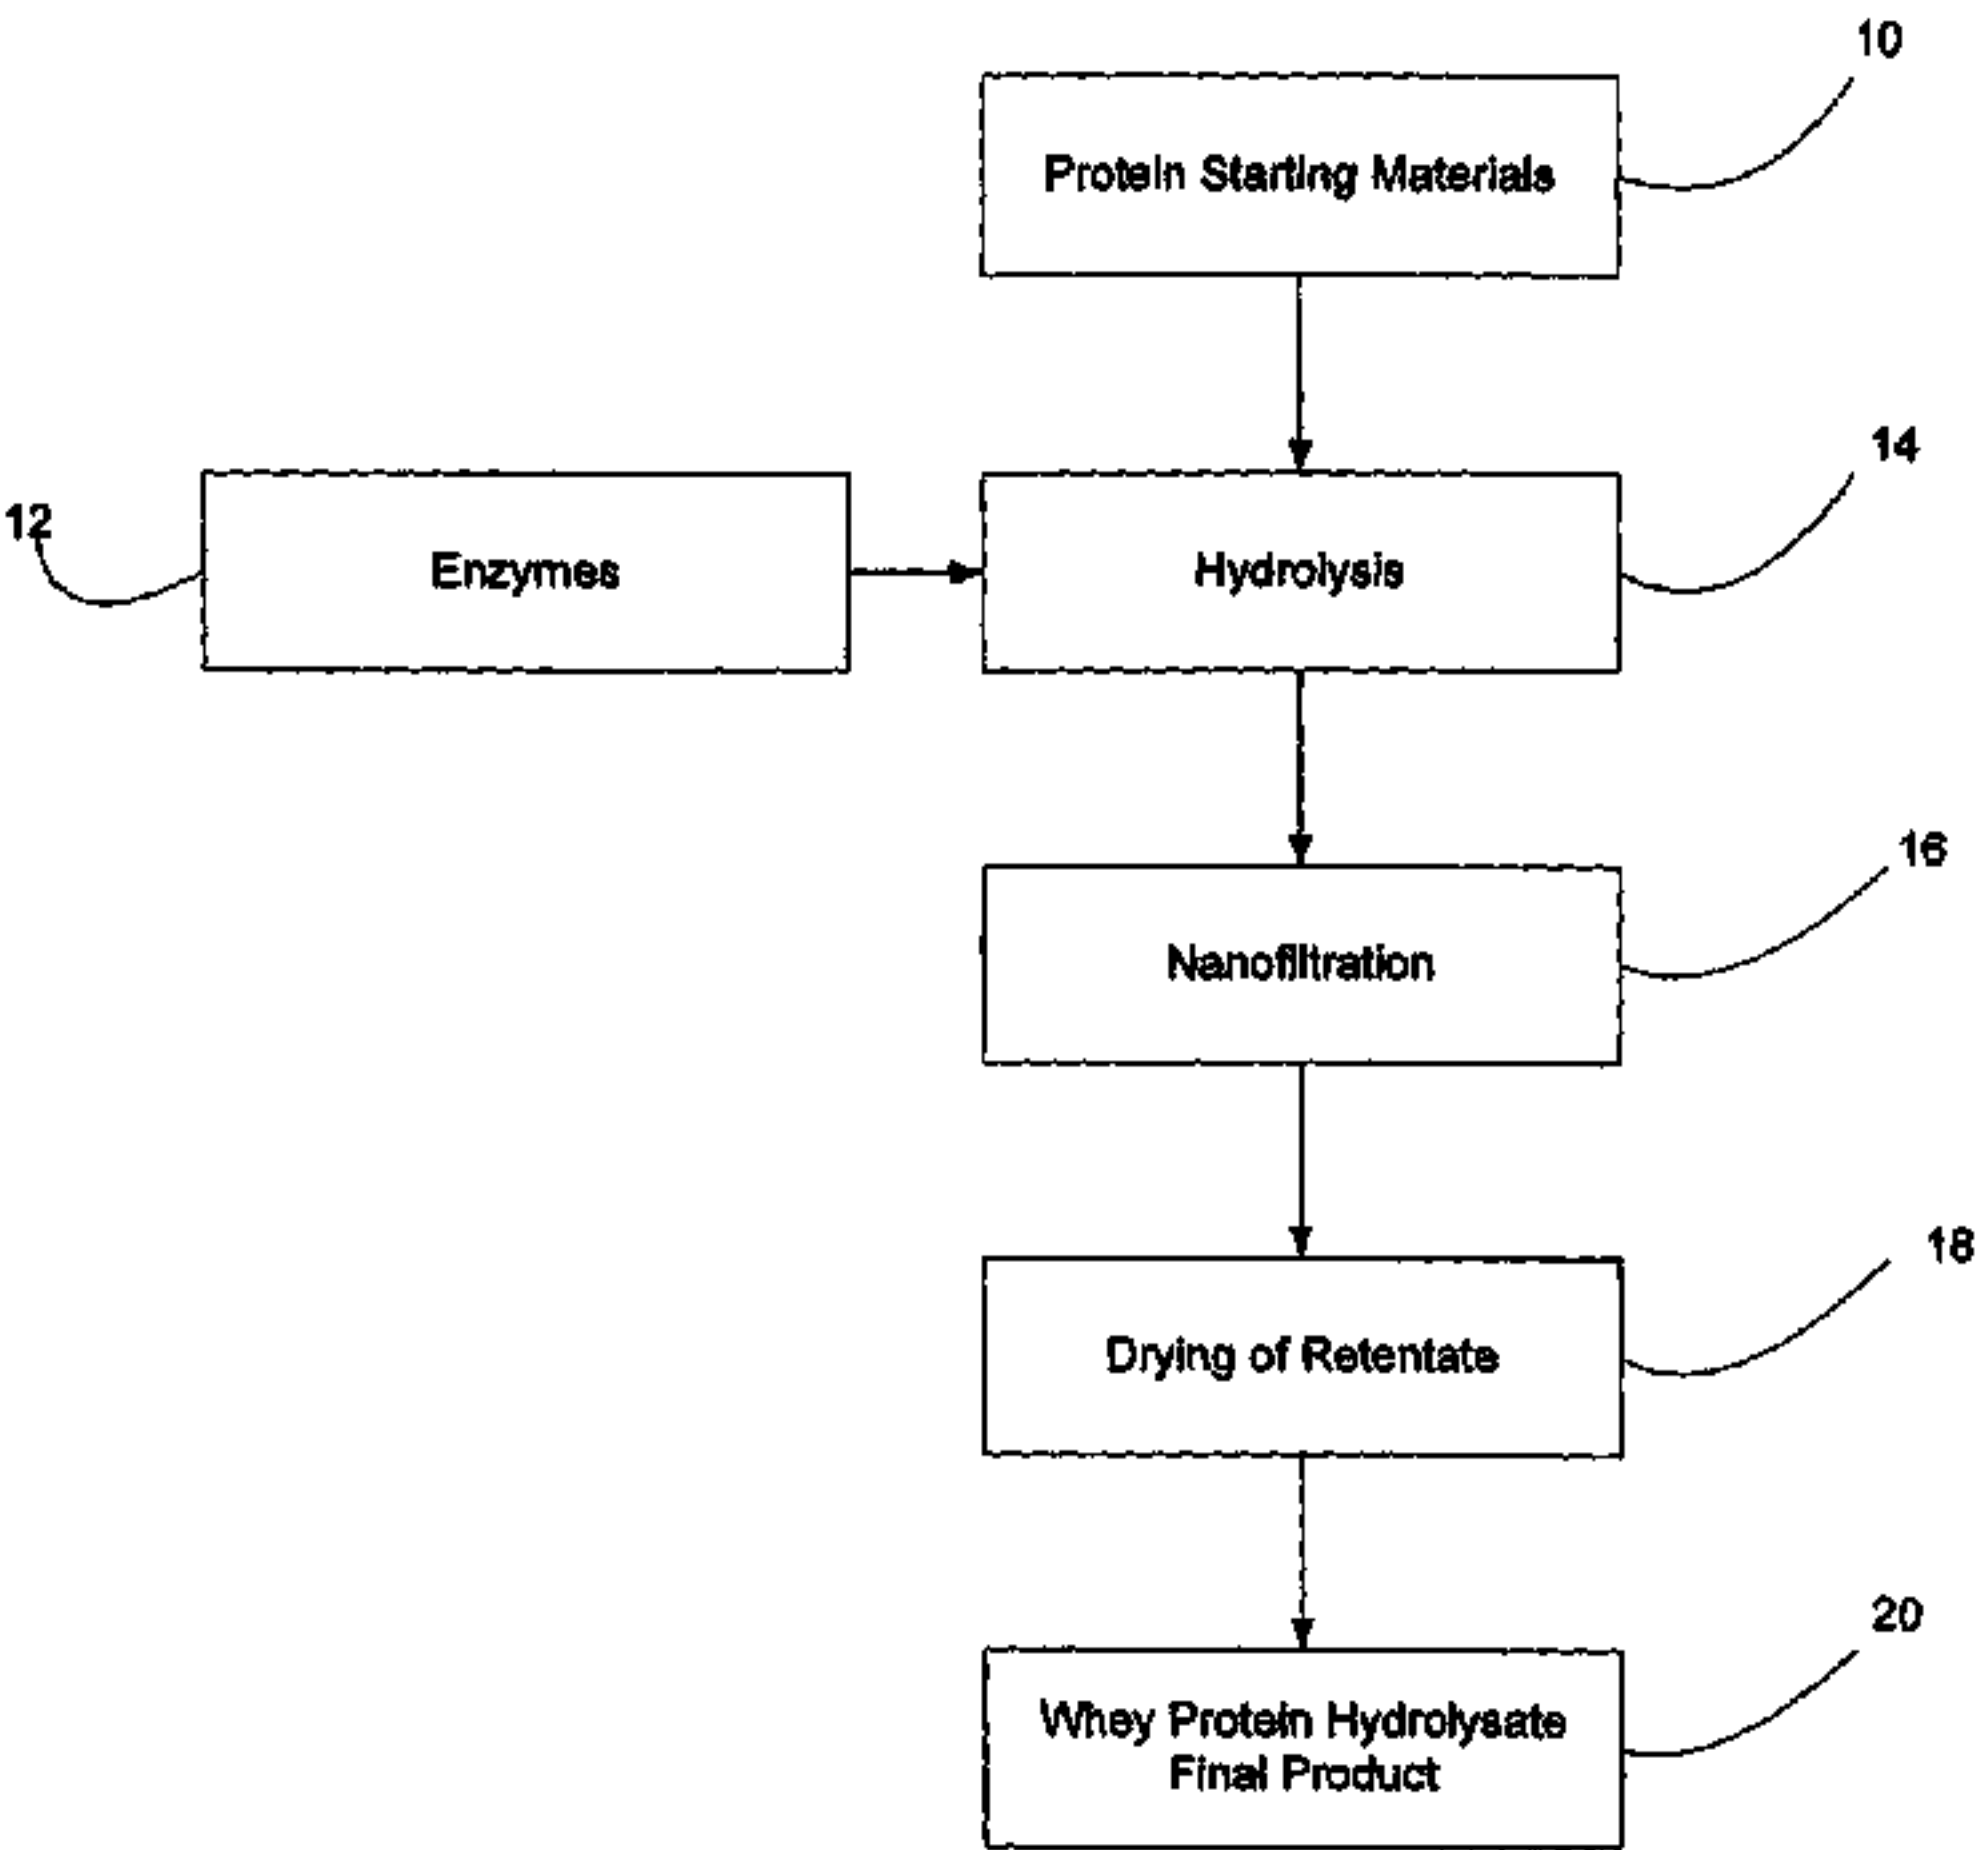 10
Protein Starting Materials
14
12
Enzymes
Hydrolysis
16
Nanofiltration
18
Drying of Retentate
20
Whey Protein Hydrolysate
Final Product